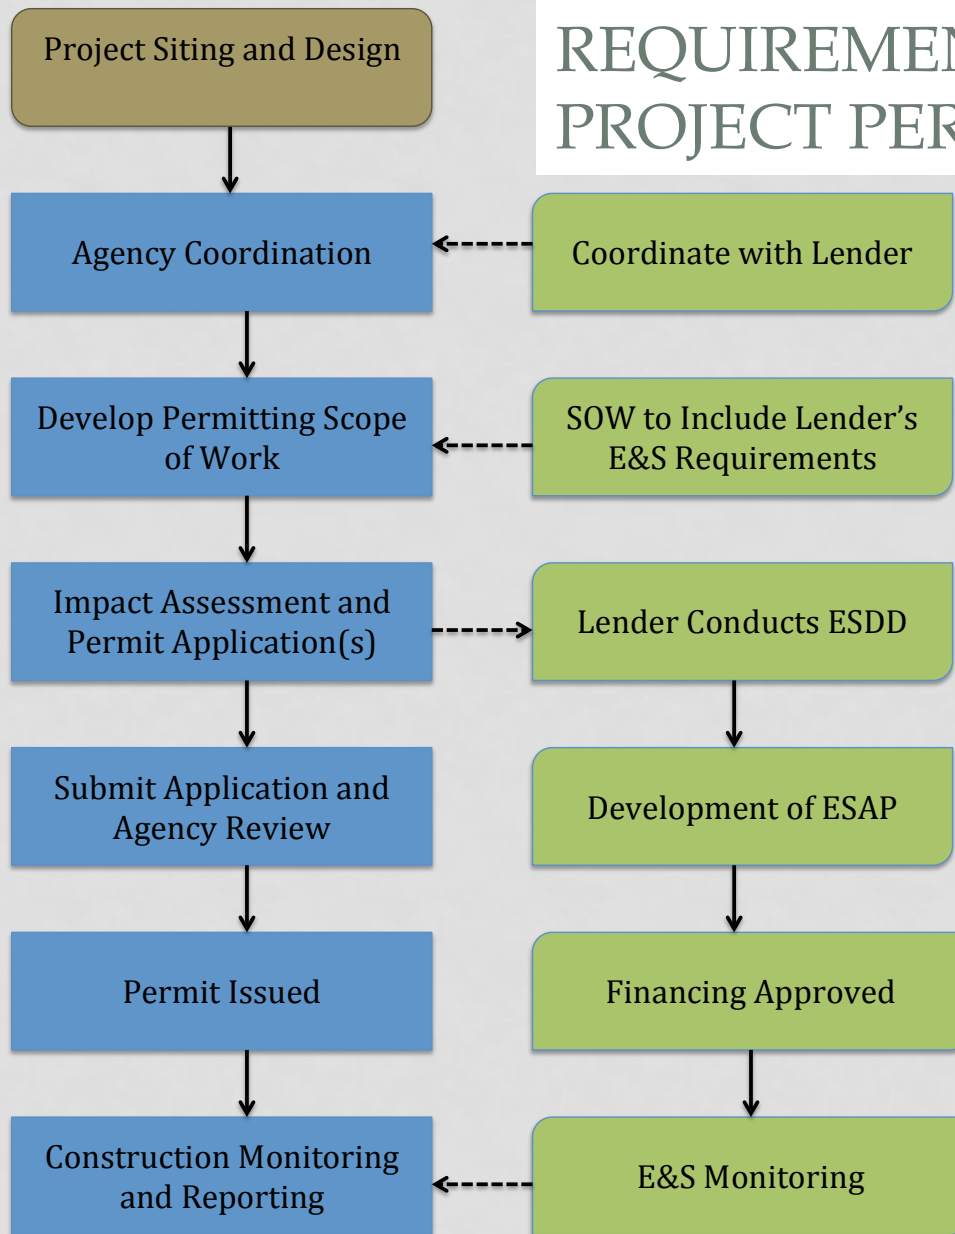 Project Siting and Design
REQUIREMEN
PROJECT PER
Agency Coordination
Coordinate with Lender
Develop Permitting Scope
of Work
SOW to Include Lender’s
E&S Requirements
Impact Assessment and
Permit Application(s)
Lender Conducts ESDD
Submit Application and
Agency Review
Development of ESAP
Permit Issued
Financing Approved
Construction Monitoring
and Reporting
E&S Monitoring